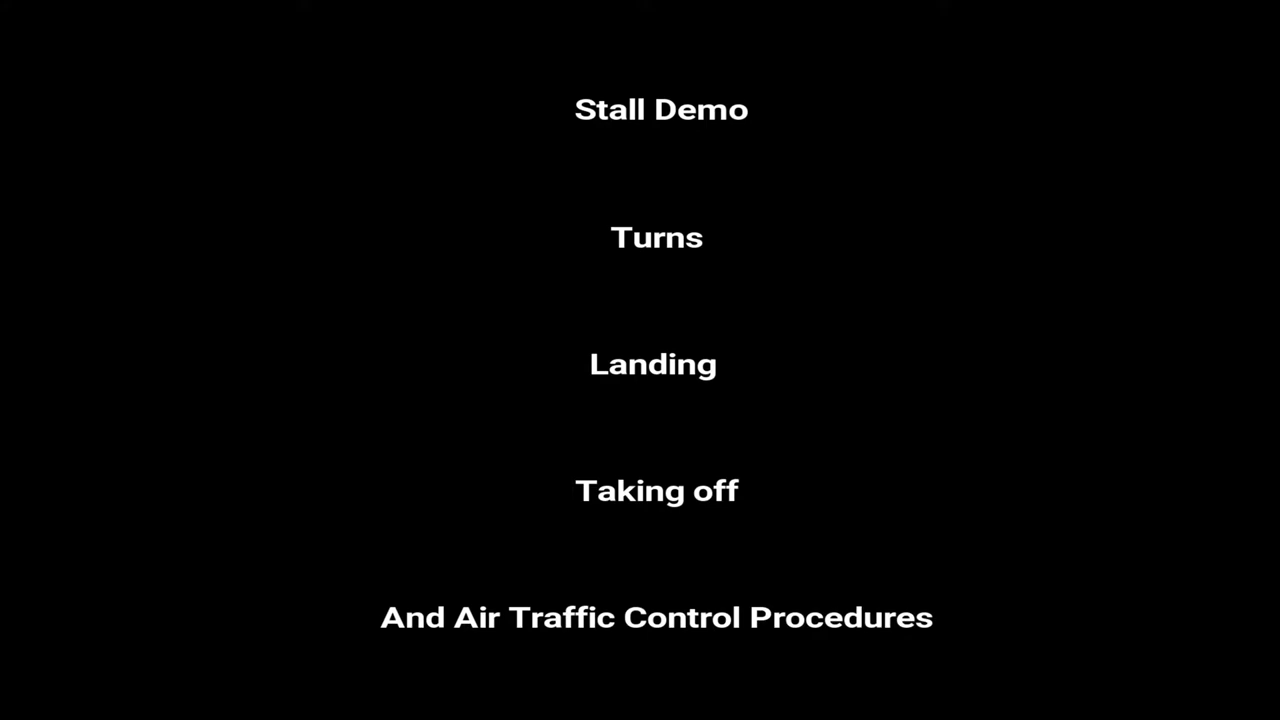 Stall Demo
Turns
Landing
Taking off
And Air Traffic Control Procedures